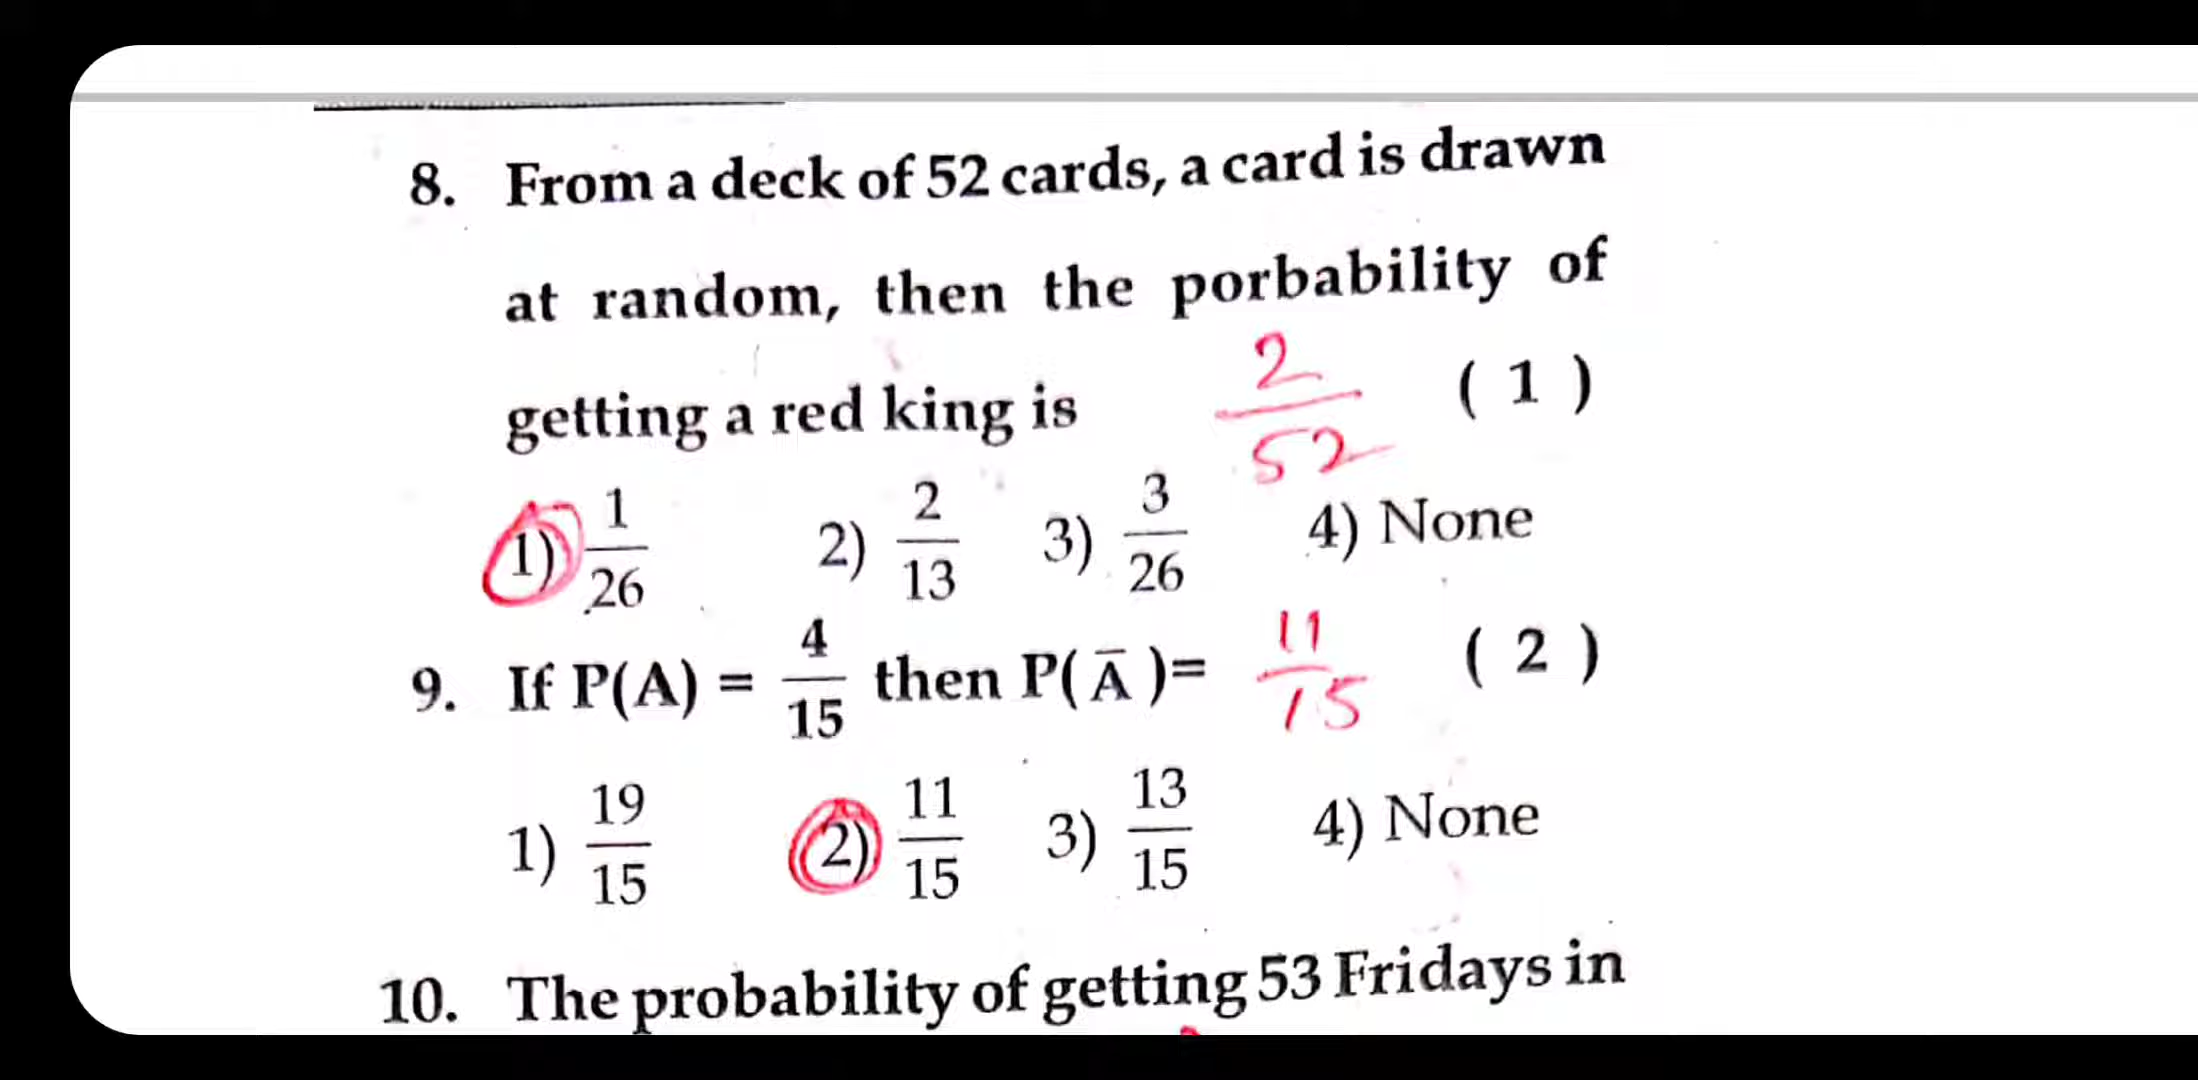 8. From a deck of 52 cards, a card is drawn
at random, then the porbability of
getting a red king is 2/52 ( 1 )
1) 1/26 2) 2/13 3) 3/26 4) None
9. If P(A) = 4/15 then P( Ā )= 11/15 ( 2 )
1) 19/15 2) 11/15 3) 13/15 4) None
10. The probability of getting 53 Fridays in